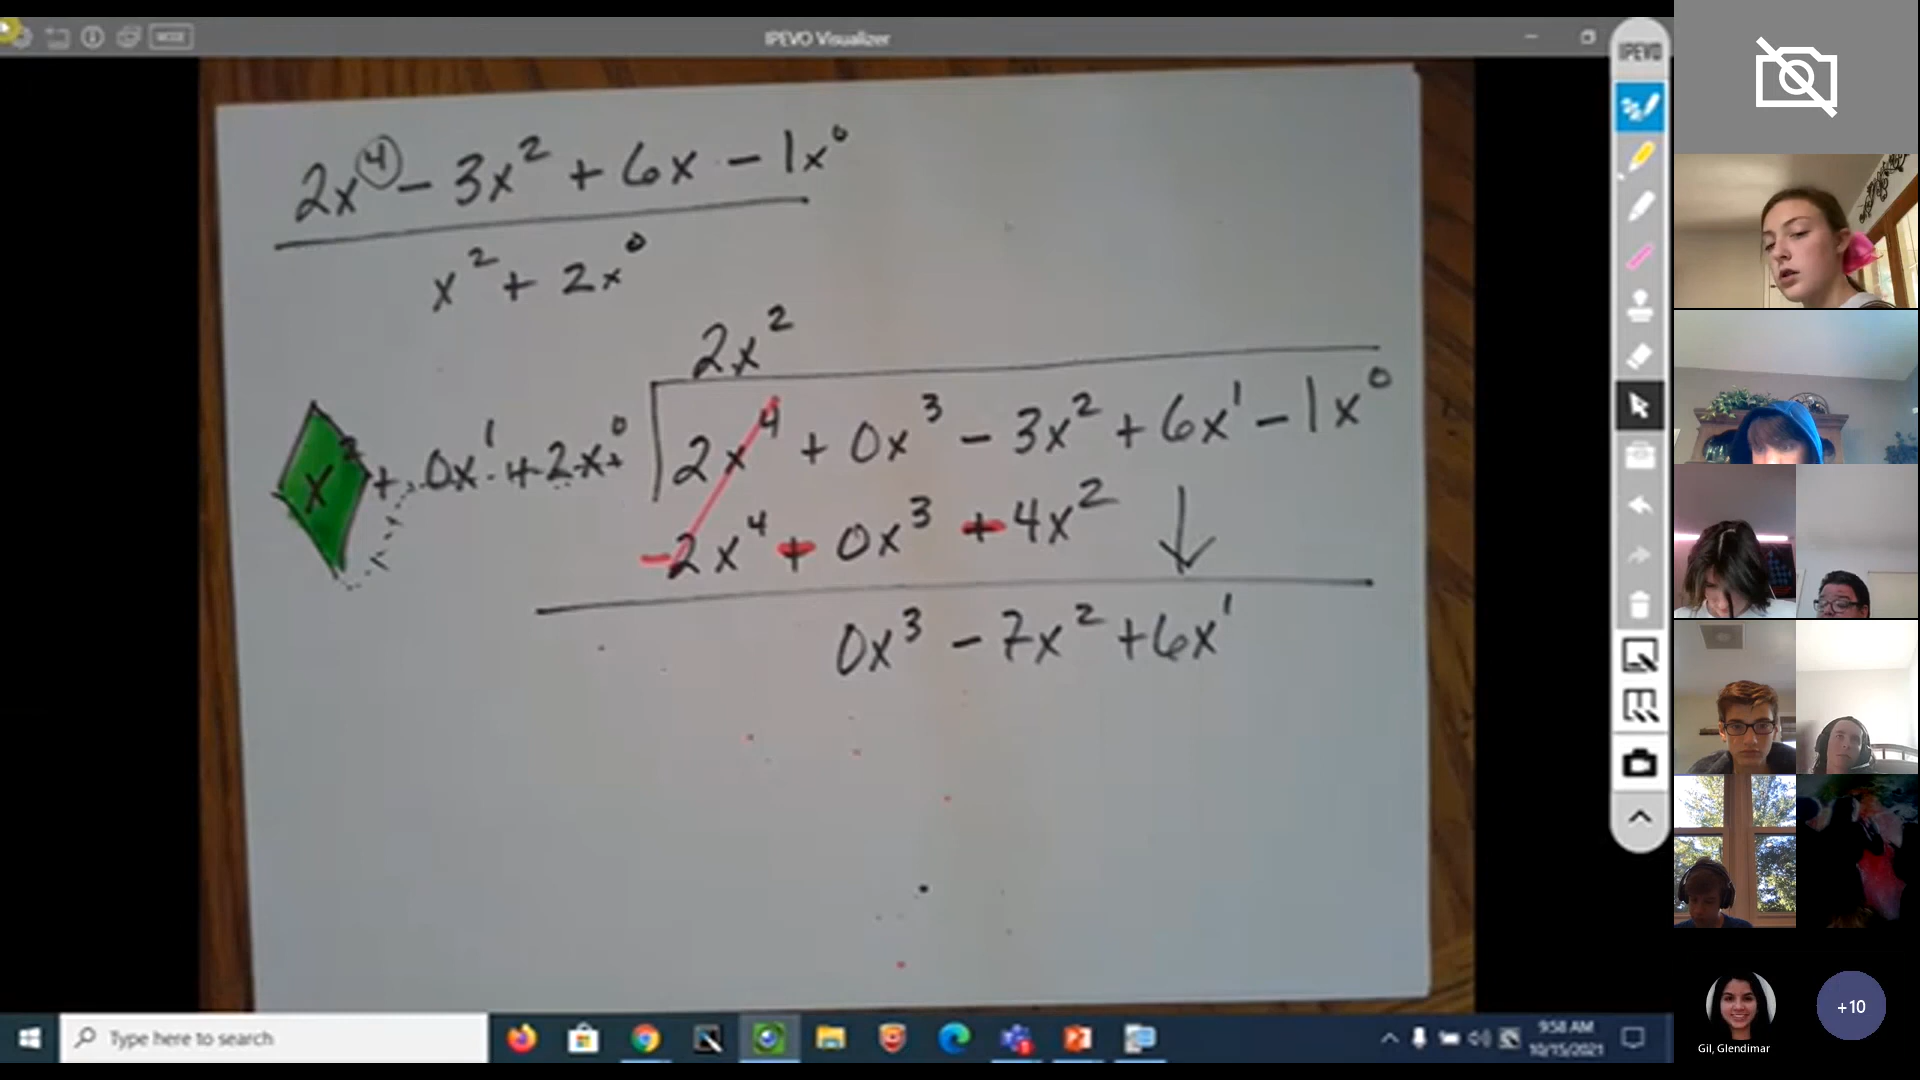 IPEVO Visualizer
IPEVO
2x⁴ - 3x² + 6x - 1x⁰
x² + 2x⁰
2x²
x² + 0x¹ + 2x⁰ 2x⁴ + 0x³ - 3x² + 6x¹ - 1x⁰
-2x⁴ + 0x³ + 4x²
0x³ - 7x² + 6x¹
+10
Gil, Glendimar
Type here to search
9:58 AM
10/15/2021